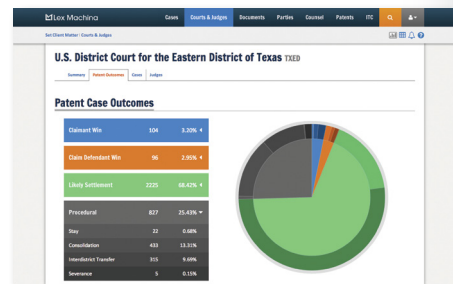 Lex Machina Cases Courts & Judges Documents Parties Counsel Patents ITC
Set Client Matter : Courts & Judges
U.S. District Court for the Eastern District of Texas TXED
Summary Patent Outcomes Cases Judges
Patent Case Outcomes
Claimant Win 104 3.20%
Claim Defendant Win 96 2.95%
Likely Settlement 2225 68.42%
Procedural 827 25.43%
Stay 22 0.68%
Consolidation 433 13.31%
Interdistrict Transfer 315 9.69%
Severance 5 0.15%